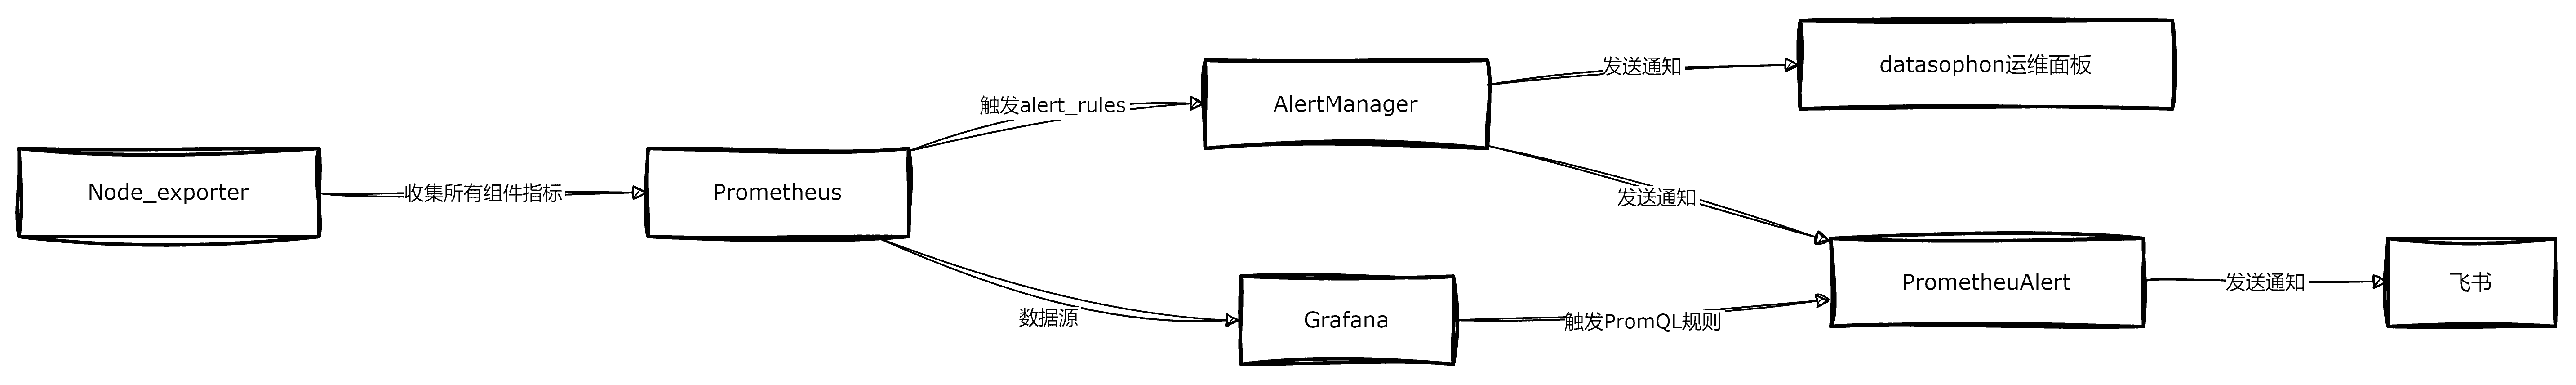 Node_exporter
收集所有组件指标
Prometheus
触发alert_rules
AlertManager
发送通知
datasophon运维面板
发送通知
数据源
Grafana
触发PromQL规则
PrometheuAlert
发送通知
飞书